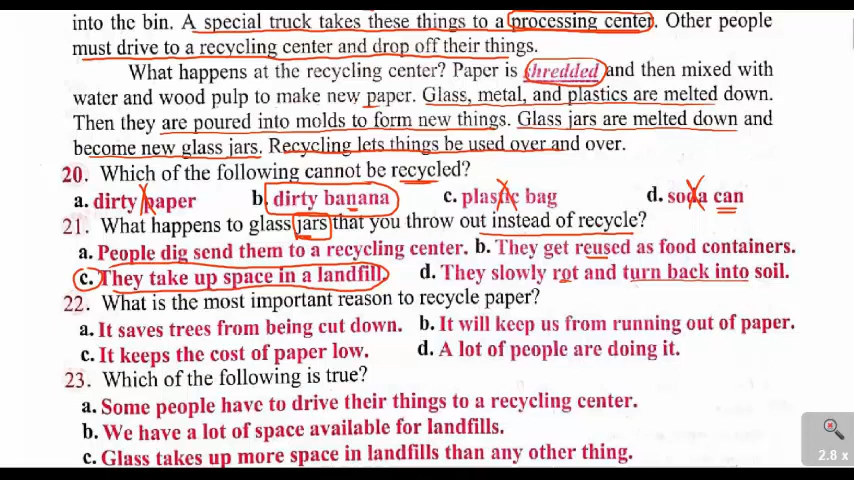 into the bin. A special truck takes these things to a processing center. Other people
must drive to a recycling center and drop off their things.
What happens at the recycling center? Paper is shredded and then mixed with
water and wood pulp to make new paper. Glass, metal, and plastics are melted down.
Then they are poured into molds to form new things. Glass jars are melted down and
become new glass jars. Recycling lets things be used over and over.
20. Which of the following cannot be recycled?
a. dirty paper b. dirty banana c. plastic bag d. soda can
21. What happens to glass jars that you throw out instead of recycle?
a. People dig send them to a recycling center. b. They get reused as food containers.
c. They take up space in a landfill. d. They slowly rot and turn back into soil.
22. What is the most important reason to recycle paper?
a. It saves trees from being cut down. b. It will keep us from running out of paper.
c. It keeps the cost of paper low. d. A lot of people are doing it.
23. Which of the following is true?
a. Some people have to drive their things to a recycling center.
b. We have a lot of space available for landfills.
c. Glass takes up more space in landfills than any other thing.
2.8 x